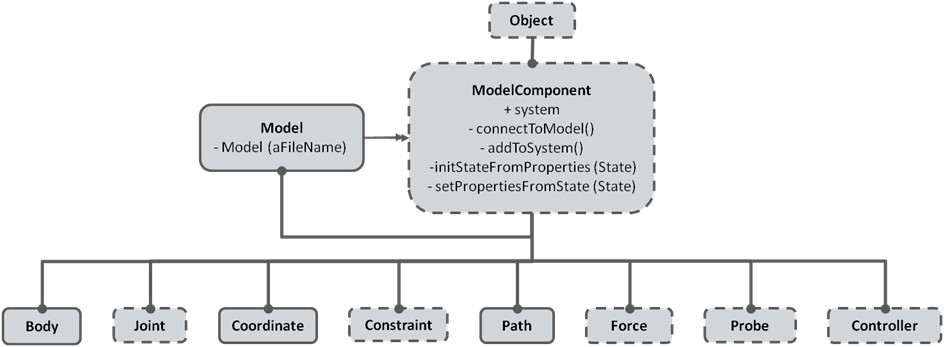 Object
ModelComponent
+ system
- connectToModel()
- addToSystem()
-initStateFromProperties (State)
- setPropertiesFromState (State)
Model
- Model (aFileName)
Body
Joint
Coordinate
Constraint
Path
Force
Probe
Controller